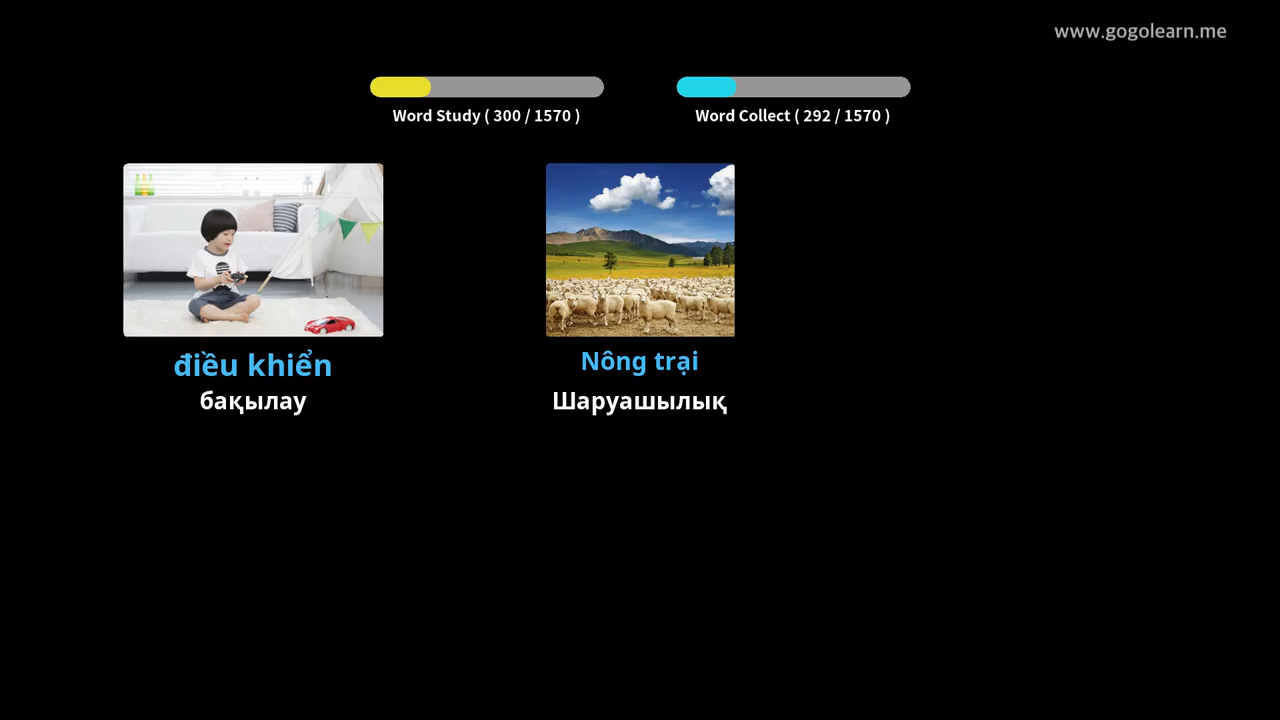 www.gogolearn.me
Word Study ( 300 / 1570 )
Word Collect ( 292 / 1570 )
điều khiển
бақылау
Nông trại
Шаруашылық